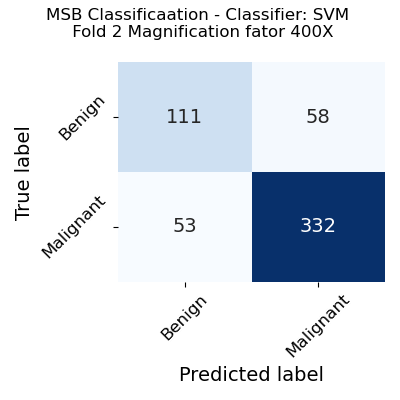 MSB Classificaation - Classifier: SVM
Fold 2 Magnification fator 400X
True label
Benign
111
58
Malignant
53
332
Benign
Malignant
Predicted label